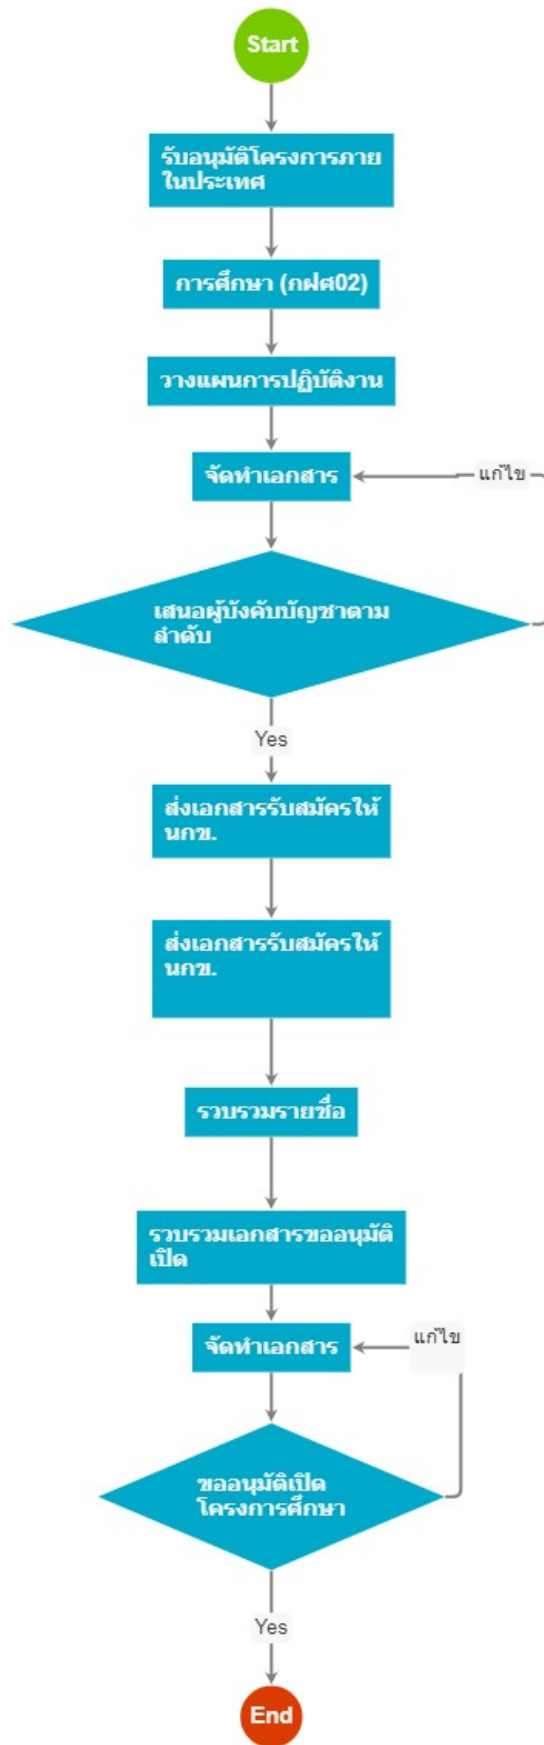 Start
รับอนุมัติโครงการภาย
ในประเทศ
การศึกษา (กฝศ02)
วางแผนการปฏิบัติงาน
จัดทำเอกสาร
แก้ไข
เสนอผู้บังคับบัญชาตาม
ลำดับ
Yes
ส่งเอกสารรับสมัครให้
นกข.
ส่งเอกสารรับสมัครให้
นกข.
รวบรวมรายชื่อ
รวบรวมเอกสารขออนุมัติ
เปิด
จัดทำเอกสาร
แก้ไข
ขออนุมัติเปิด
โครงการศึกษา
Yes
End